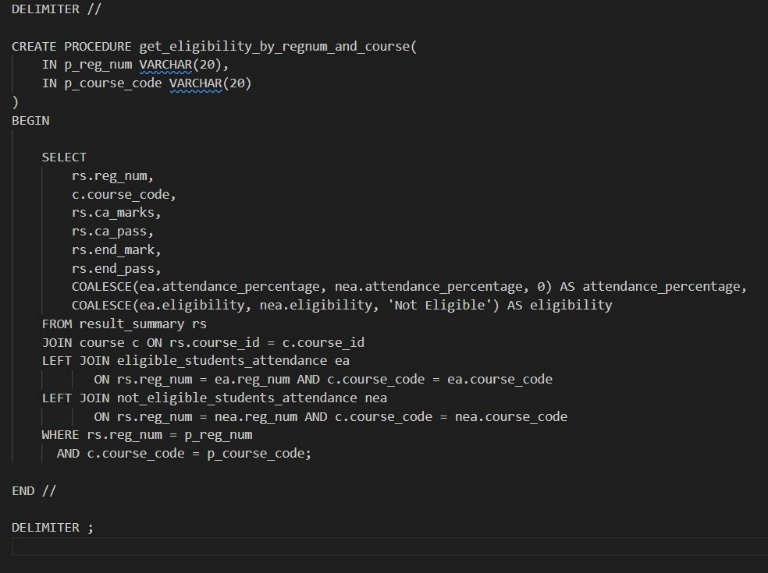 DELIMITER //
CREATE PROCEDURE get_eligibility_by_regnum_and_course(
IN p_reg_num VARCHAR(20),
IN p_course_code VARCHAR(20)
)
BEGIN
SELECT
rs.reg_num,
c.course_code,
rs.ca_marks,
rs.ca_pass,
rs.end_mark,
rs.end_pass,
COALESCE(ea.attendance_percentage, nea.attendance_percentage, 0) AS attendance_percentage,
COALESCE(ea.eligibility, nea.eligibility, 'Not Eligible') AS eligibility
FROM result_summary rs
JOIN course c ON rs.course_id = c.course_id
LEFT JOIN eligible_students_attendance ea
ON rs.reg_num = ea.reg_num AND c.course_code = ea.course_code
LEFT JOIN not_eligible_students_attendance nea
ON rs.reg_num = nea.reg_num AND c.course_code = nea.course_code
WHERE rs.reg_num = p_reg_num
AND c.course_code = p_course_code;
END //
DELIMITER ;